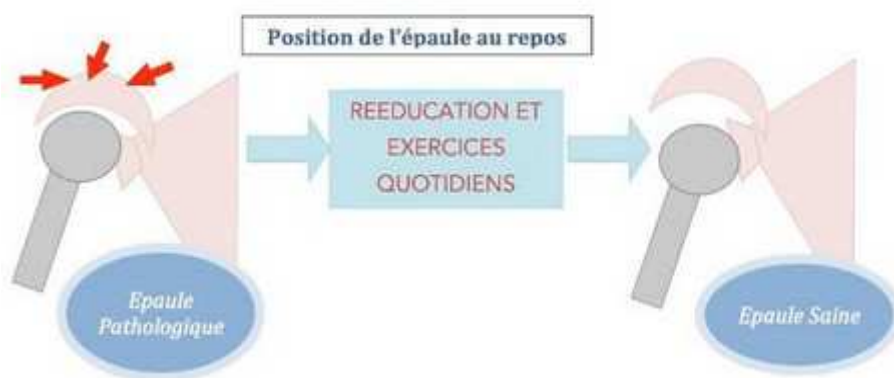 Position de l'épaule au repos
REEDUCATION ET
EXERCICES
QUOTIDIENS
Epaule
Pathologique
Epaule Saine